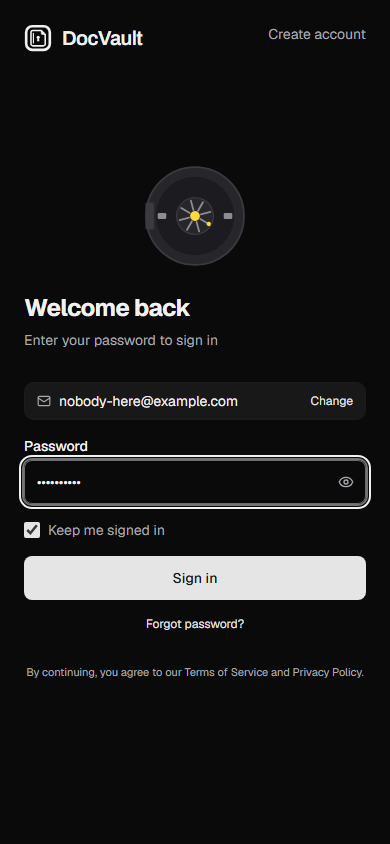 DocVault
Create account
Welcome back
Enter your password to sign in
nobody-here@example.com
Change
Password
••••••••••
Keep me signed in
Sign in
Forgot password?
By continuing, you agree to our Terms of Service and Privacy Policy.